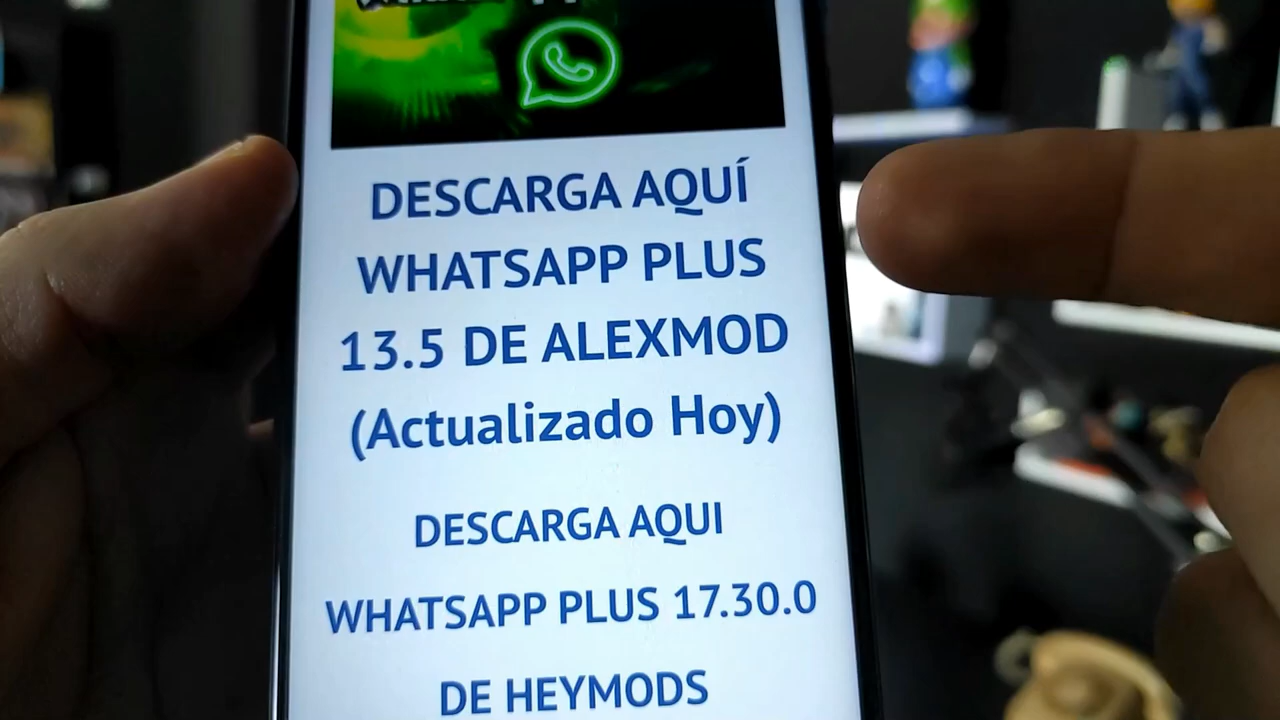 DESCARGA AQUÍ
WHATSAPP PLUS
13.5 DE ALEXMOD
(Actualizado Hoy)
DESCARGA AQUI
WHATSAPP PLUS 17.30.0
DE HEYMODS